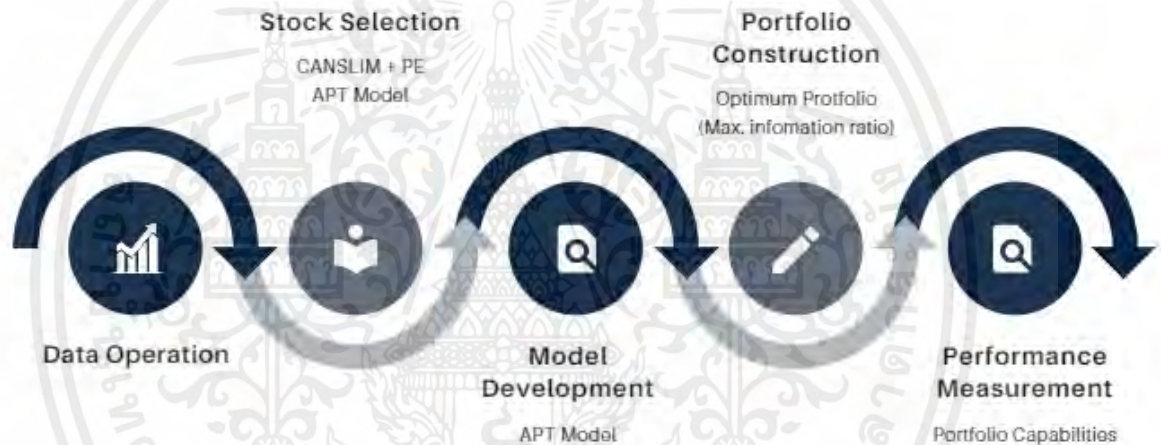 Stock Selection
CANSLIM + PE
APT Model
Portfolio
Construction
Optimum Protfolio
(Max. infomation ratio)
Data Operation
Model
Development
APT Model
Performance
Measurement
Portfolio Capabilities